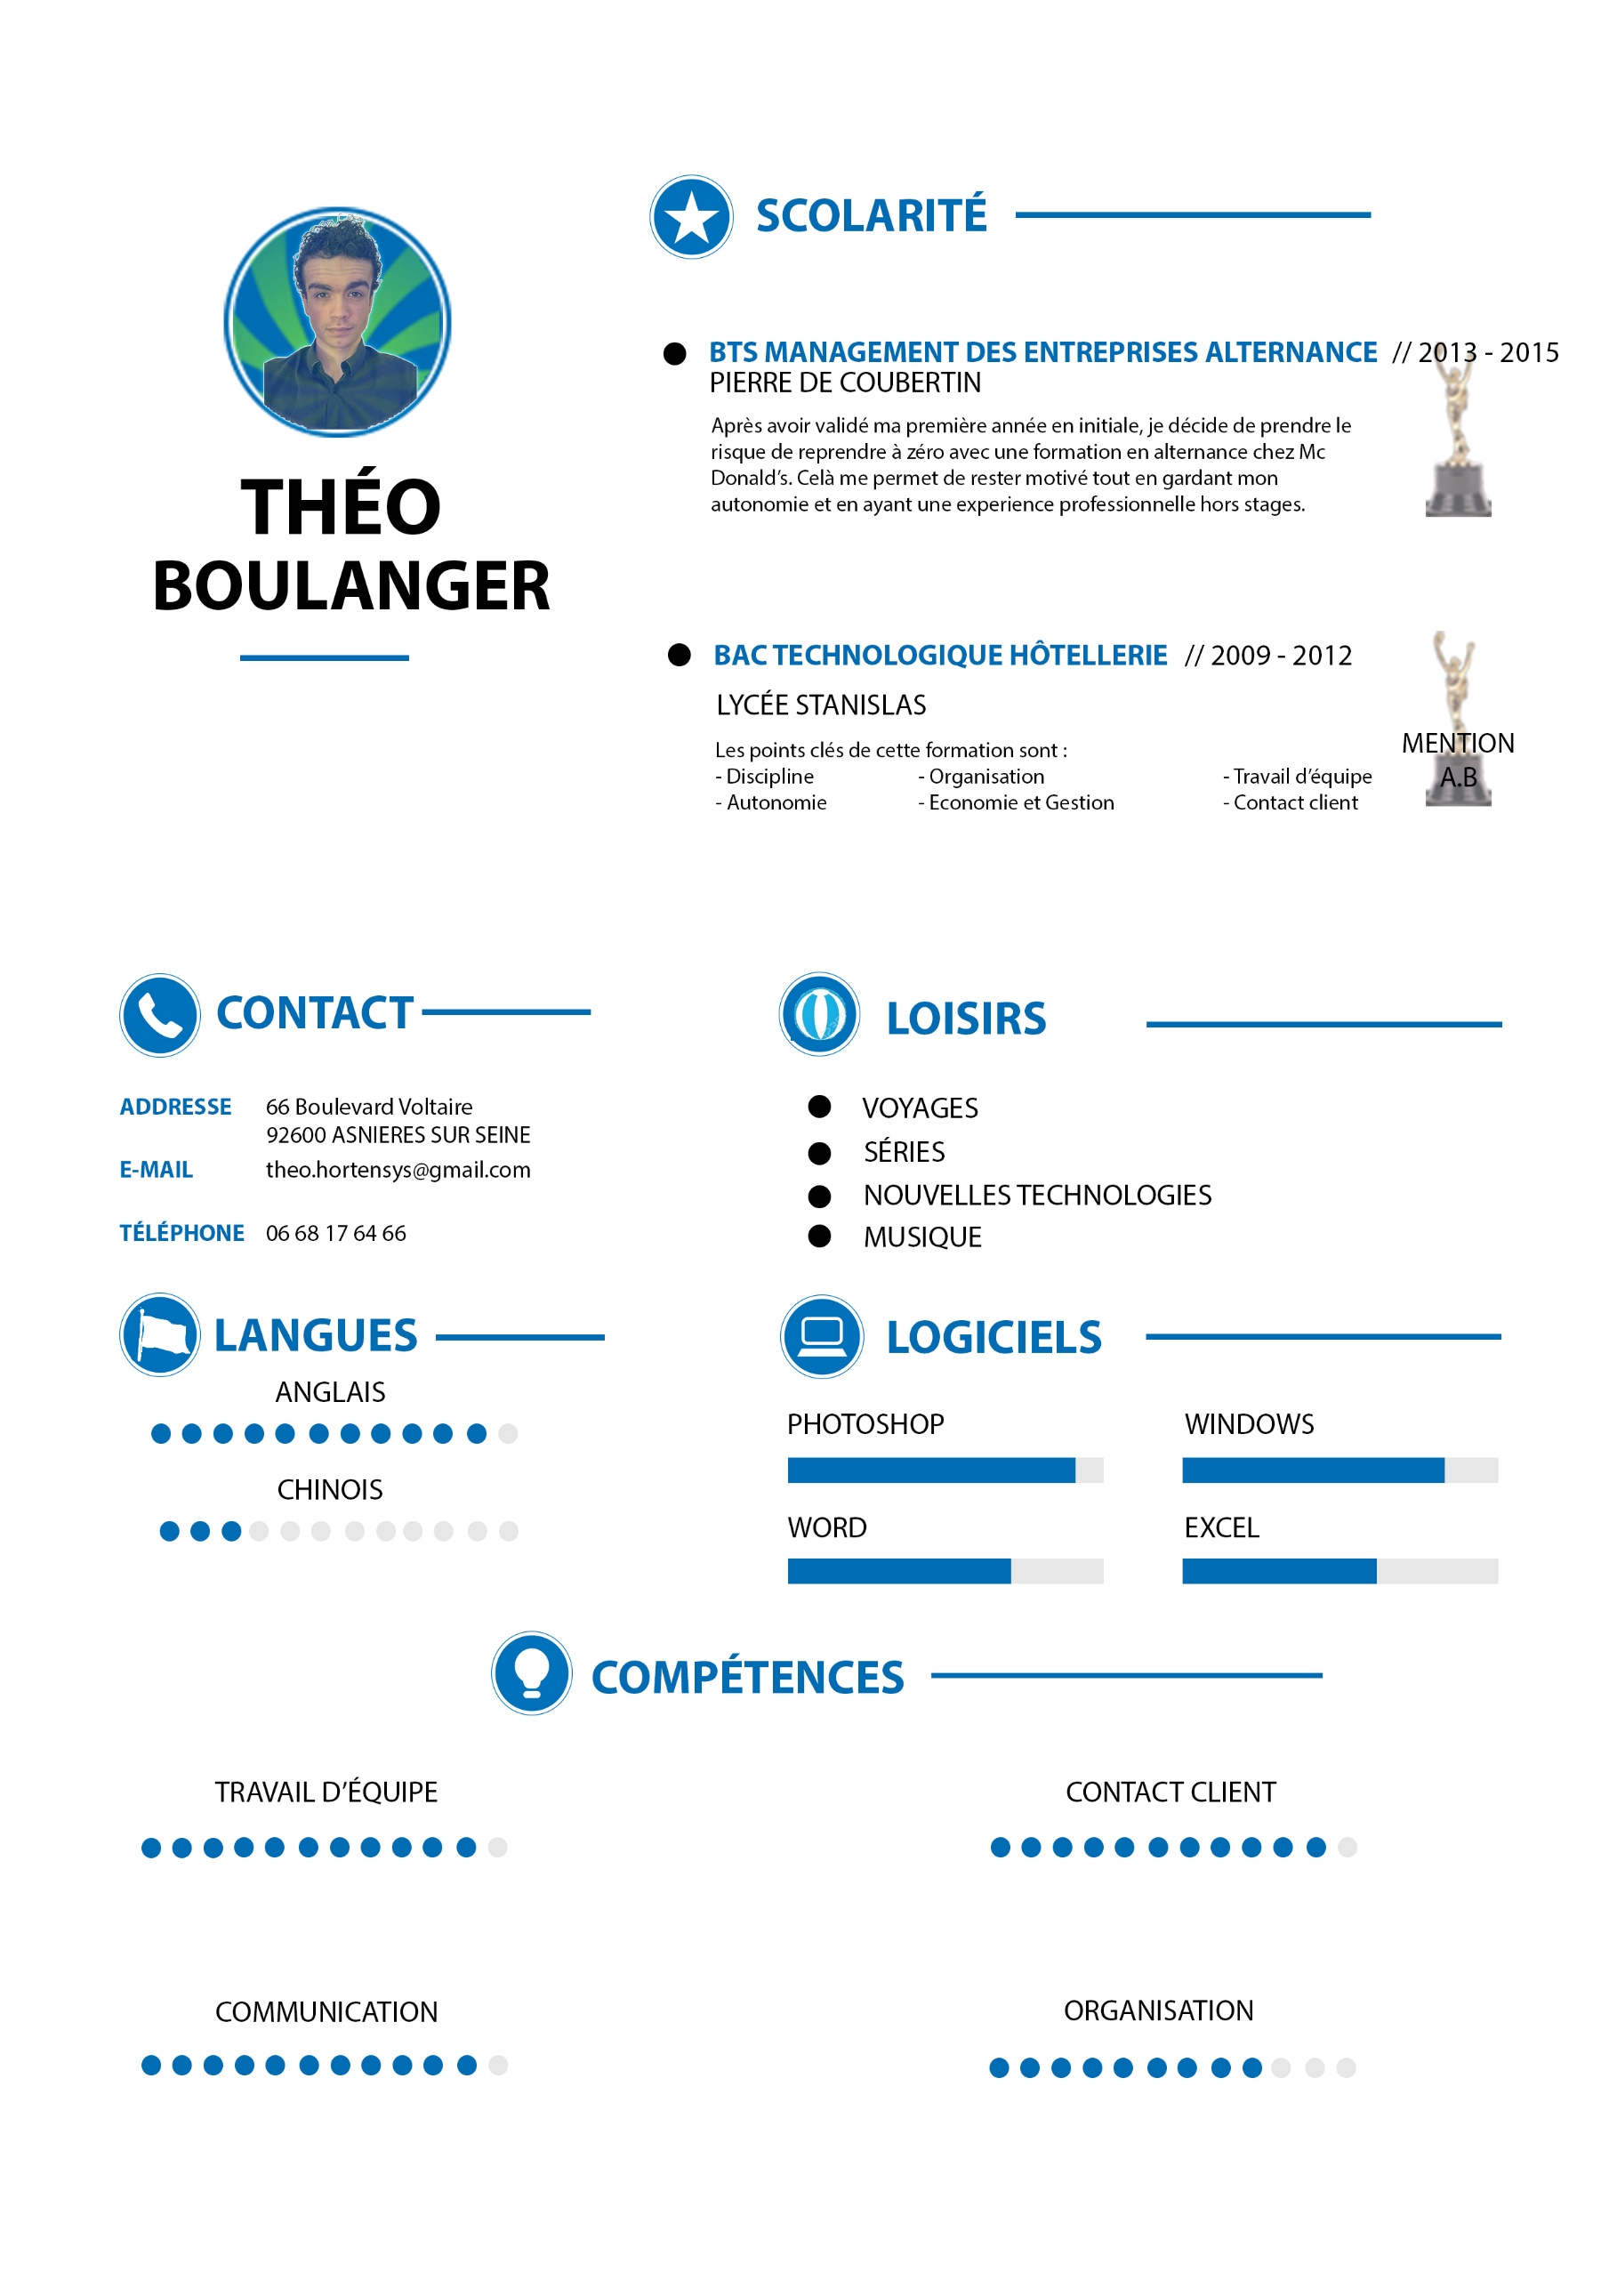 THÉO
BOULANGER
SCOLARITÉ
BTS MANAGEMENT DES ENTREPRISES ALTERNANCE // 2013 - 2015
PIERRE DE COUBERTIN
Après avoir validé ma première année en initiale, je décide de prendre le
risque de reprendre à zéro avec une formation en alternance chez Mc
Donald’s. Celà me permet de rester motivé tout en gardant mon
autonomie et en ayant une experience professionnelle hors stages.
BAC TECHNOLOGIQUE HÔTELLERIE // 2009 - 2012
LYCÉE STANISLAS
MENTION
A.B
Les points clés de cette formation sont :
- Discipline - Organisation - Travail d’équipe
- Autonomie - Economie et Gestion - Contact client
CONTACT
ADDRESSE 66 Boulevard Voltaire
92600 ASNIERES SUR SEINE
E-MAIL theo.hortensys@gmail.com
TÉLÉPHONE 06 68 17 64 66
LOISIRS
VOYAGES
SÉRIES
NOUVELLES TECHNOLOGIES
MUSIQUE
LANGUES
ANGLAIS
CHINOIS
LOGICIELS
PHOTOSHOP WINDOWS
WORD EXCEL
COMPÉTENCES
TRAVAIL D’ÉQUIPE CONTACT CLIENT
COMMUNICATION ORGANISATION